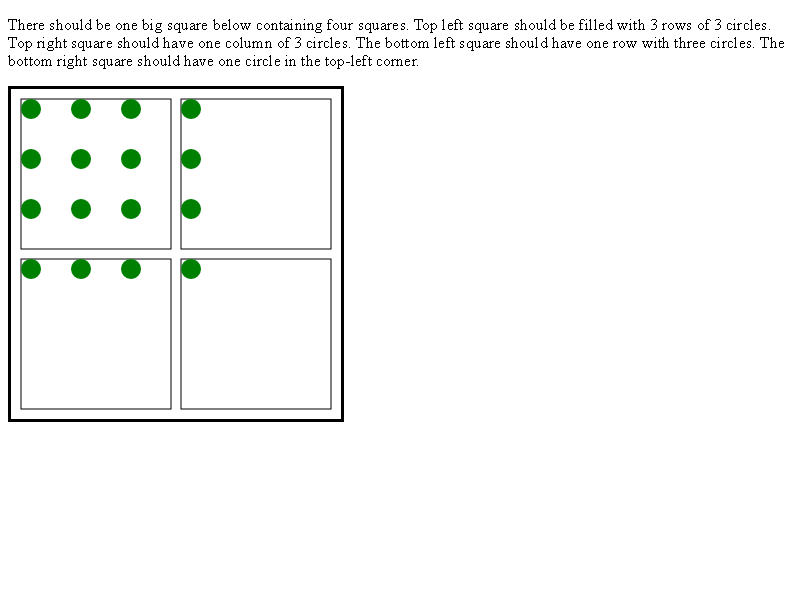 There should be one big square below containing four squares. Top left square should be filled with 3 rows of 3 circles.
Top right square should have one column of 3 circles. The bottom left square should have one row with three circles. The
bottom right square should have one circle in the top-left corner.